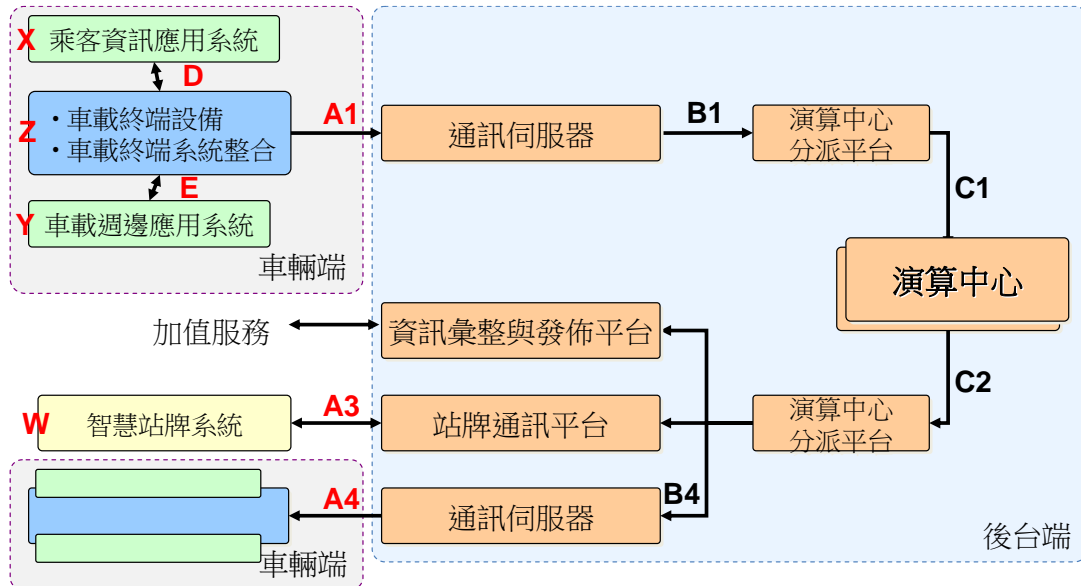 X
乘客資訊應用系統
D
Z
・車載終端設備
・車載終端系統整合
A1
通訊伺服器
B1
演算中心
分派平台
C1
E
Y
車載週邊應用系統
車輛端
演算中心
加值服務
資訊彙整與發佈平台
C2
W
智慧站牌系統
A3
站牌通訊平台
演算中心
分派平台
A4
通訊伺服器
B4
後台端
車輛端